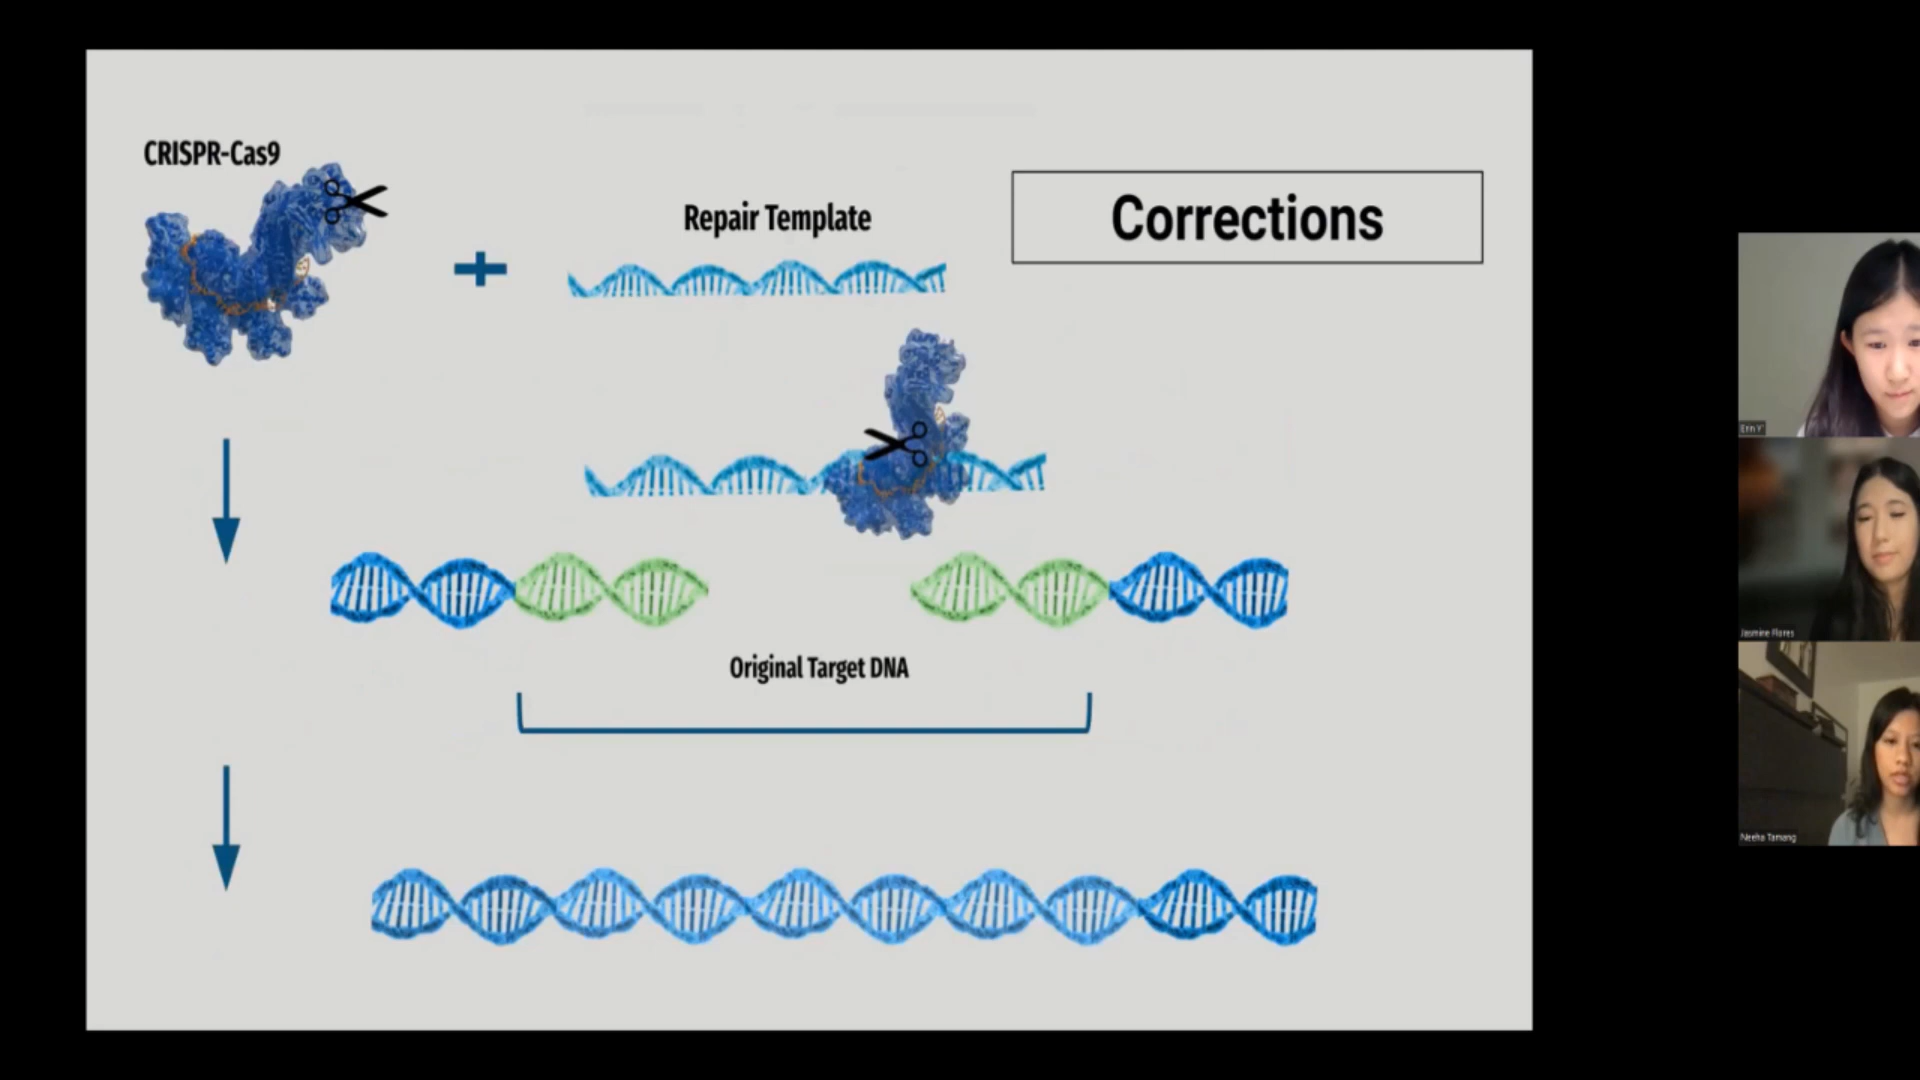 CRISPR-Cas9
Repair Template
Corrections
Original Target DNA
Erin Y
Jasmine Flores
Neeha Tamang